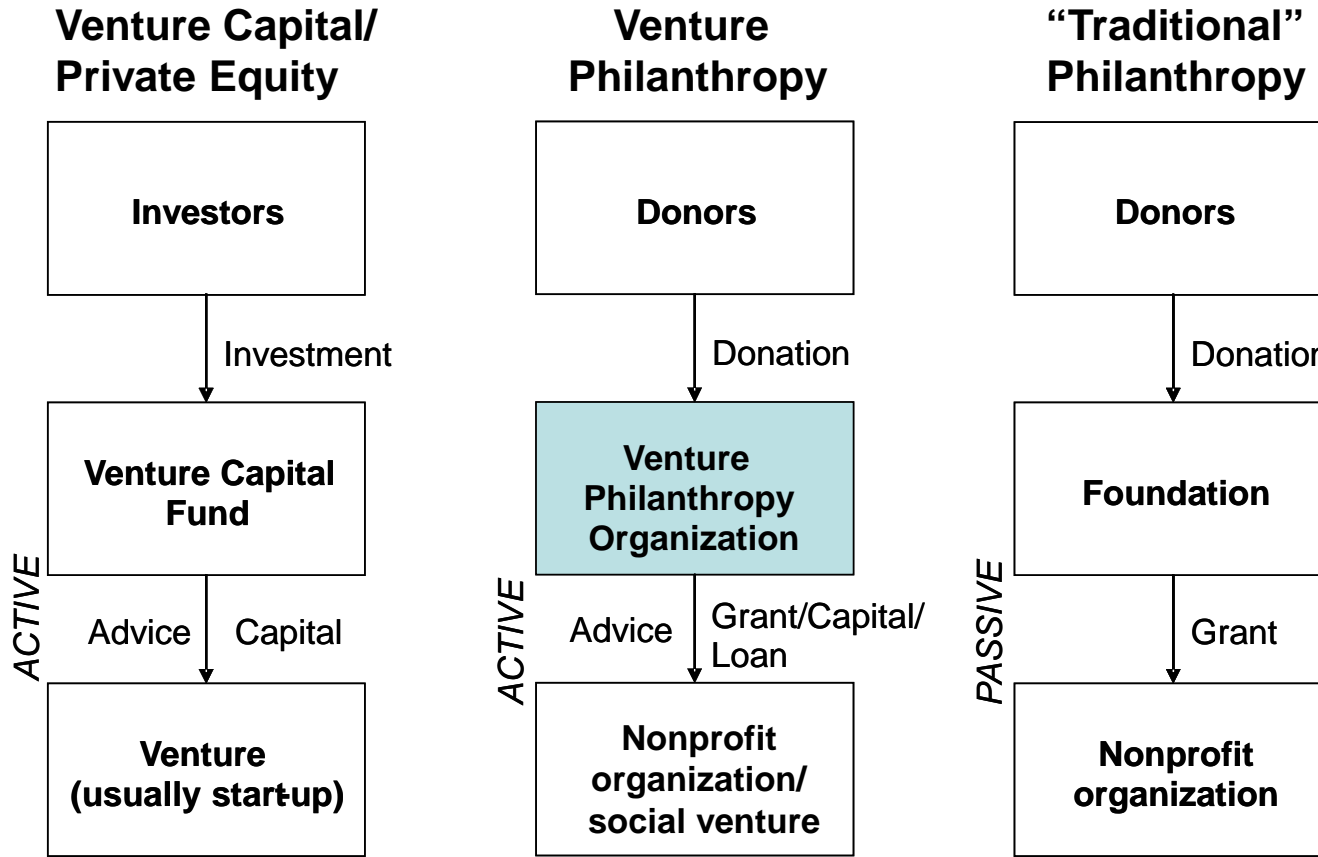 Venture Capital/
Private Equity
Investors
Investment
Venture Capital
Fund
ACTIVE
Advice
Capital
Venture
(usually start-up)
Venture
Philanthropy
Donors
Donation
Venture
Philanthropy
Organization
ACTIVE
Advice
Grant/Capital/
Loan
Nonprofit
organization/
social venture
“Traditional”
Philanthropy
Donors
Donation
Foundation
PASSIVE
Grant
Nonprofit
organization